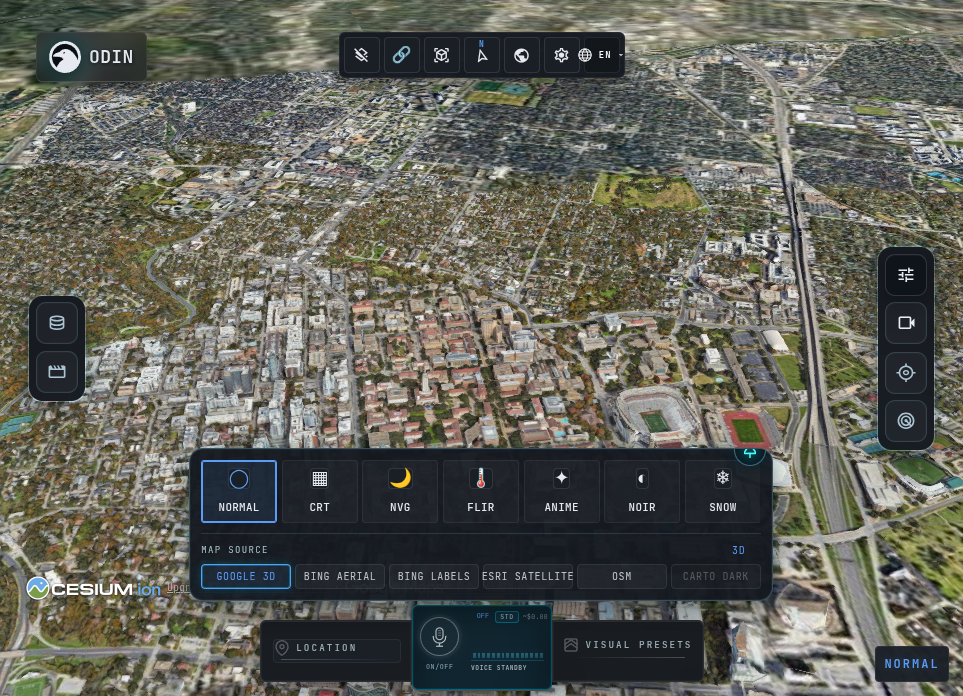 ODIN
N
EN
NORMAL
CRT
NVG
FLIR
ANIME
NOIR
SNOW
MAP SOURCE
3D
GOOGLE 3D
BING AERIAL
BING LABELS
ESRI SATELLITE
OSM
CARTO DARK
CESIUM ion
OFF
STD
LOCATION
ON/OFF
VOICE STANDBY
VISUAL PRESETS
NORMAL